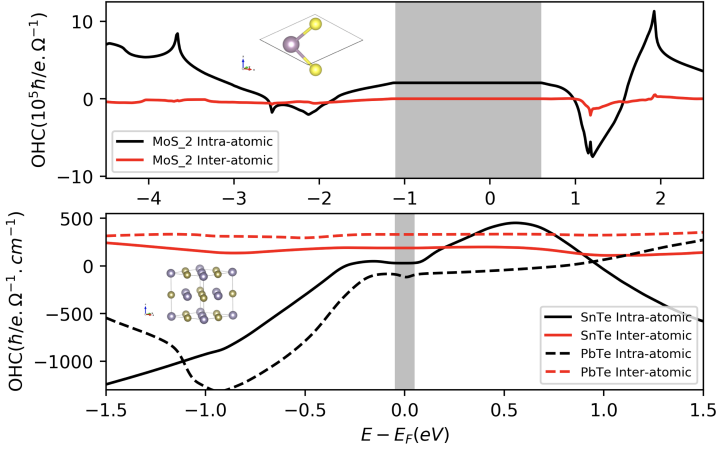 OHC(10⁵ħ/e.Ω⁻¹)
10
0
−10
MoS_2 Intra-atomic
MoS_2 Inter-atomic
−4 −3 −2 −1 0 1 2
OHC(ħ/e.Ω⁻¹.cm⁻¹)
500
0
−500
−1000
SnTe Intra-atomic
SnTe Inter-atomic
PbTe Intra-atomic
PbTe Inter-atomic
−1.5 −1.0 −0.5 0.0 0.5 1.0 1.5
E − E_F(eV)